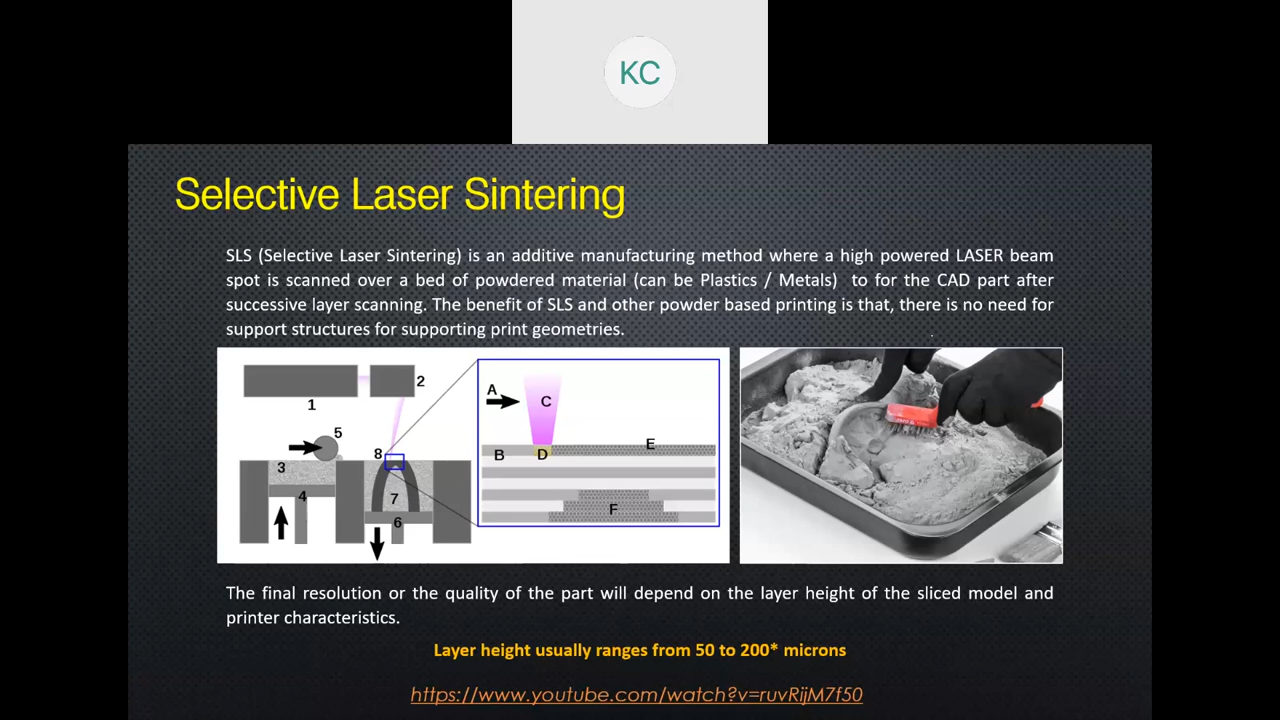 KC
Selective Laser Sintering
SLS (Selective Laser Sintering) is an additive manufacturing method where a high powered LASER beam
spot is scanned over a bed of powdered material (can be Plastics / Metals) to for the CAD part after
successive layer scanning. The benefit of SLS and other powder based printing is that, there is no need for
support structures for supporting print geometries.
1
2
3
4
5
6
7
8
A
B
C
D
E
F
The final resolution or the quality of the part will depend on the layer height of the sliced model and
printer characteristics.
Layer height usually ranges from 50 to 200* microns
https://www.youtube.com/watch?v=ruvRijM7f50